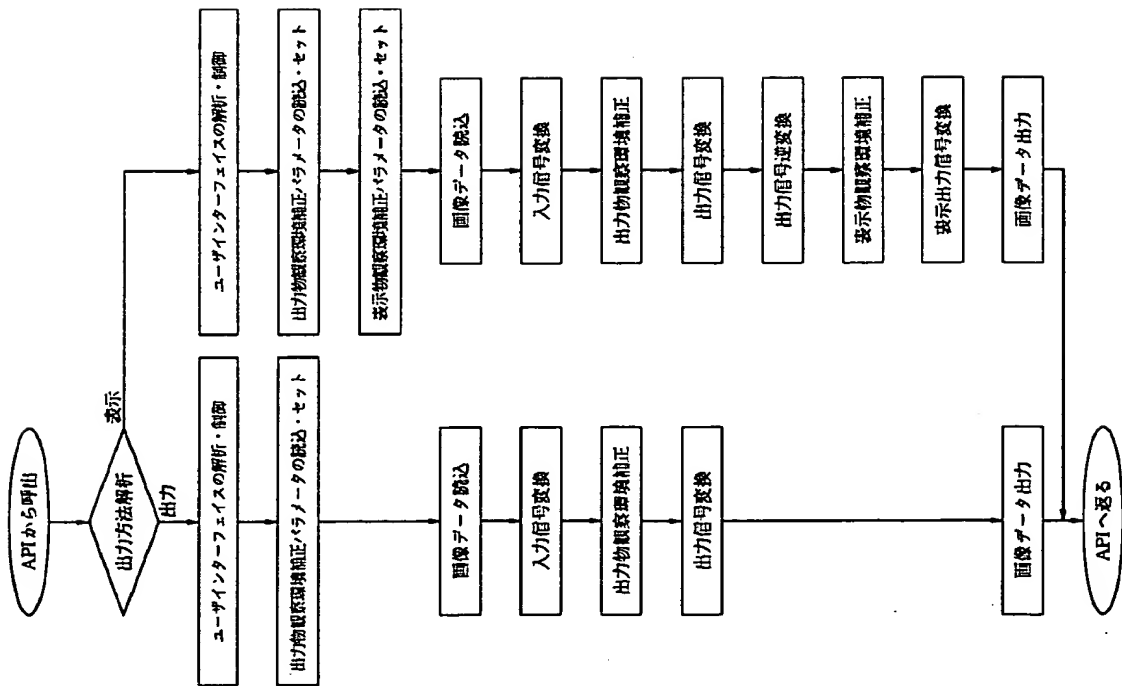 APIから呼出
出力方法解析
表示
出力
ユーザインターフェイスの解析・制御
出力物観察環境補正パラメータの読込・セット
画像データ読込
入力信号変換
出力物観察環境補正
出力信号変換
画像データ出力
ユーザインターフェイスの解析・制御
出力物観察環境補正パラメータの読込・セット
表示物観察環境補正パラメータの読込・セット
画像データ読込
入力信号変換
出力物観察環境補正
出力信号変換
出力信号逆変換
表示物観察環境補正
表示出力信号変換
画像データ出力
APIへ返る